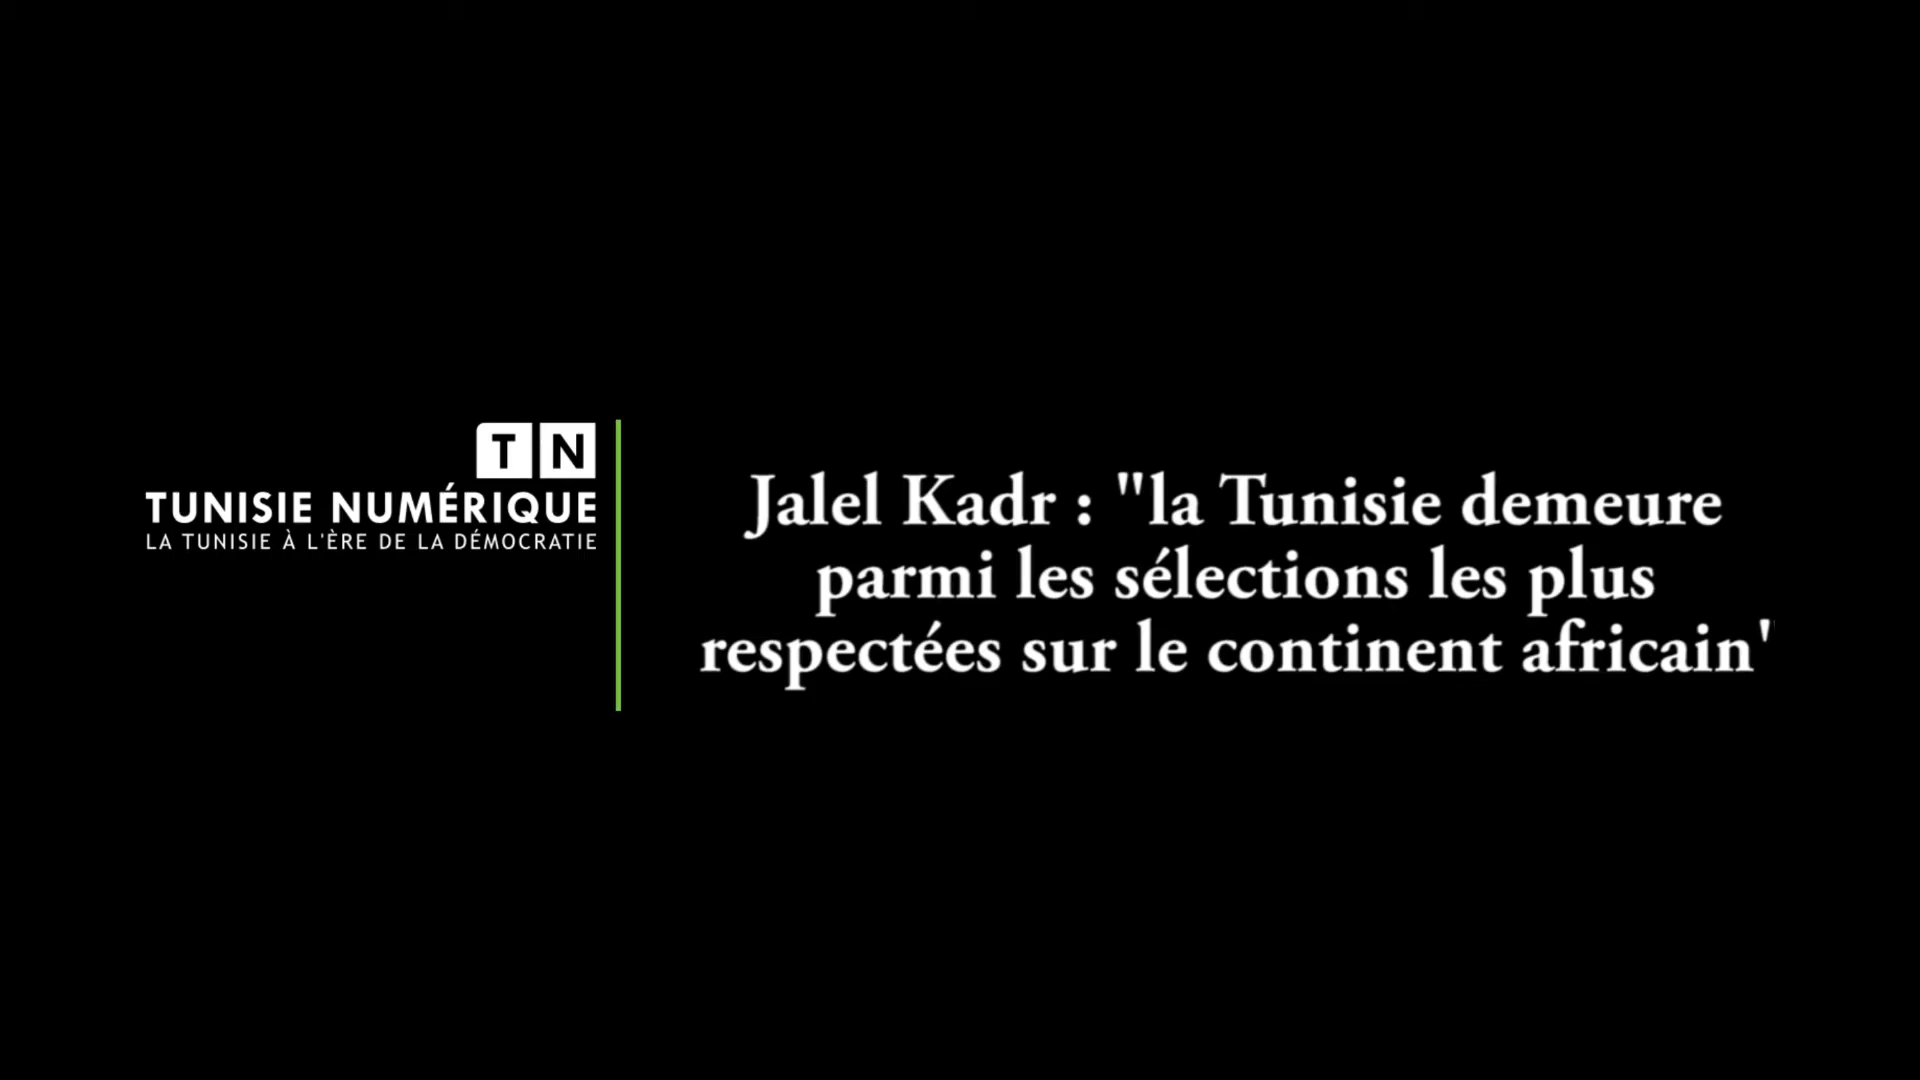 TN
TUNISIE NUMÉRIQUE
LA TUNISIE À L'ÈRE DE LA DÉMOCRATIE
Jalel Kadr : "la Tunisie demeure
parmi les sélections les plus
respectées sur le continent africain'